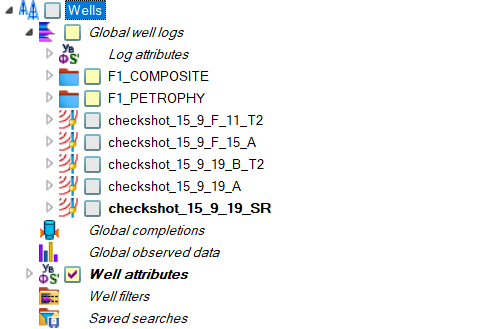 Wells
Global well logs
Log attributes
F1_COMPOSITE
F1_PETROPHY
checkshot_15_9_F_11_T2
checkshot_15_9_F_15_A
checkshot_15_9_19_B_T2
checkshot_15_9_19_A
checkshot_15_9_19_SR
Global completions
Global observed data
Well attributes
Well filters
Saved searches